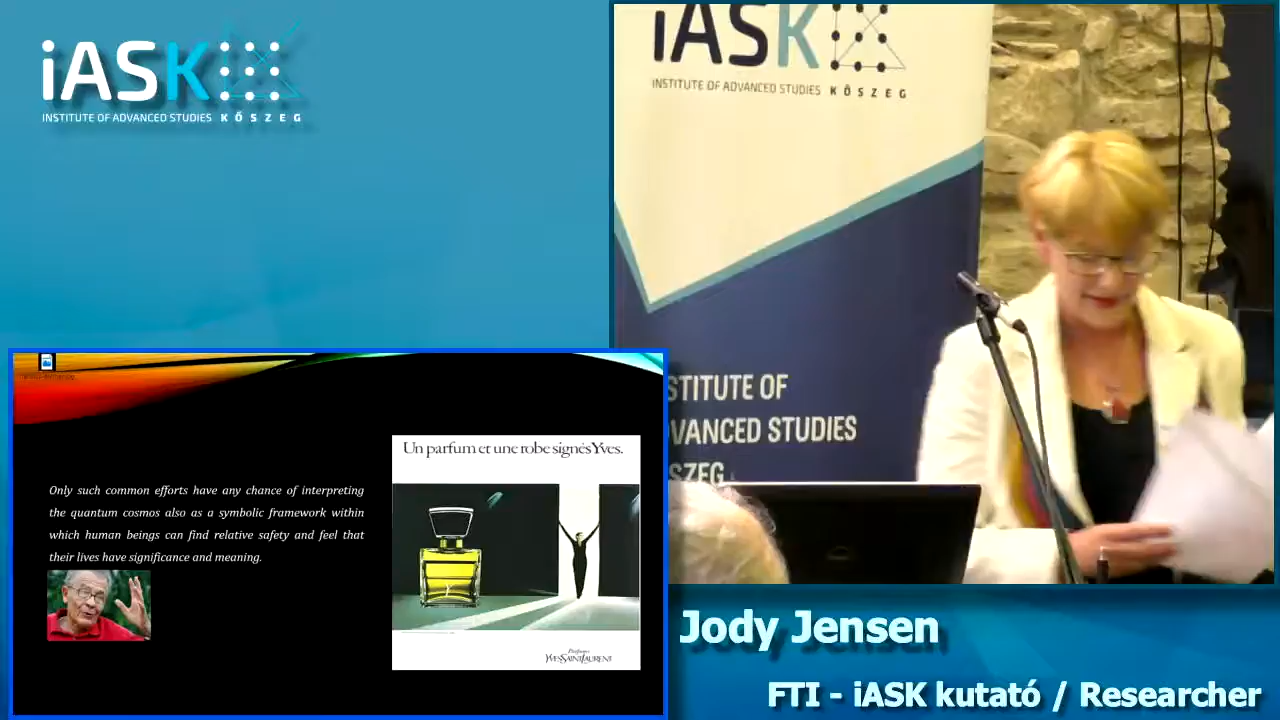 iASK
INSTITUTE OF ADVANCED STUDIES KŐSZEG
iASK
INSTITUTE OF ADVANCED STUDIES KŐSZEG
STITUTE OF
VANCED STUDIES
SZEG
Un parfum et une robe signés Yves.
Only such common efforts have any chance of interpreting
the quantum cosmos also as a symbolic framework within
which human beings can find relative safety and feel that
their lives have significance and meaning.
Parfums
YVES SAINT LAURENT
Jody Jensen
FTI - iASK kutató / Researcher